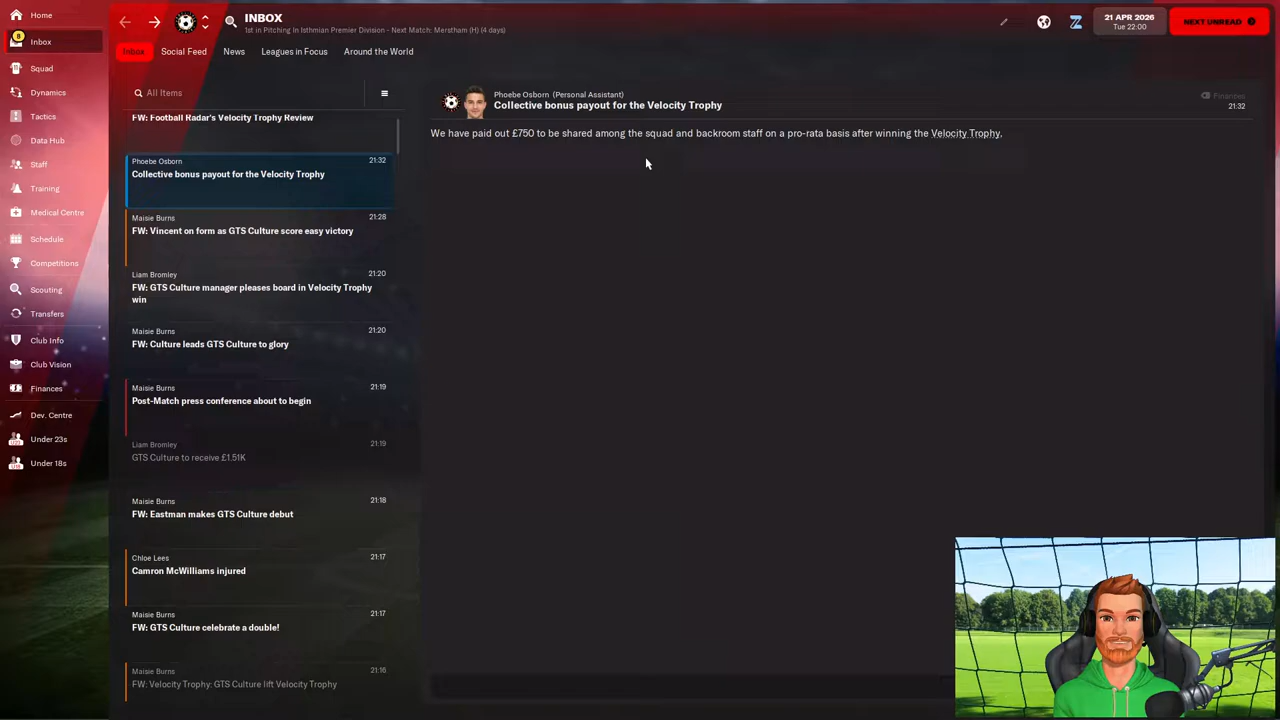 Home
8
Inbox
Squad
Dynamics
Tactics
Data Hub
Staff
Training
Medical Centre
Schedule
Competitions
Scouting
Transfers
Club Info
Club Vision
Finances
Dev. Centre
Under 23s
Under 18s
INBOX
1st in Pitching In Isthmian Premier Division - Next Match: Merstham (H) (4 days)
21 APR 2026
Tue 22:00
NEXT UNREAD
Inbox
Social Feed
News
Leagues in Focus
Around the World
All Items
FW: Football Radar's Velocity Trophy Review
Phoebe Osborn
21:32
Collective bonus payout for the Velocity Trophy
Maisie Burns
21:28
FW: Vincent on form as GTS Culture score easy victory
Liam Bromley
21:20
FW: GTS Culture manager pleases board in Velocity Trophy
win
Maisie Burns
21:20
FW: Culture leads GTS Culture to glory
Maisie Burns
21:19
Post-Match press conference about to begin
Liam Bromley
21:19
GTS Culture to receive £1.51K
Maisie Burns
21:18
FW: Eastman makes GTS Culture debut
Chloe Lees
21:17
Camron McWilliams injured
Maisie Burns
21:17
FW: GTS Culture celebrate a double!
Maisie Burns
21:16
FW: Velocity Trophy: GTS Culture lift Velocity Trophy
Phoebe Osborn (Personal Assistant)
Collective bonus payout for the Velocity Trophy
Finances
21:32
We have paid out £750 to be shared among the squad and backroom staff on a pro-rata basis after winning the Velocity Trophy.